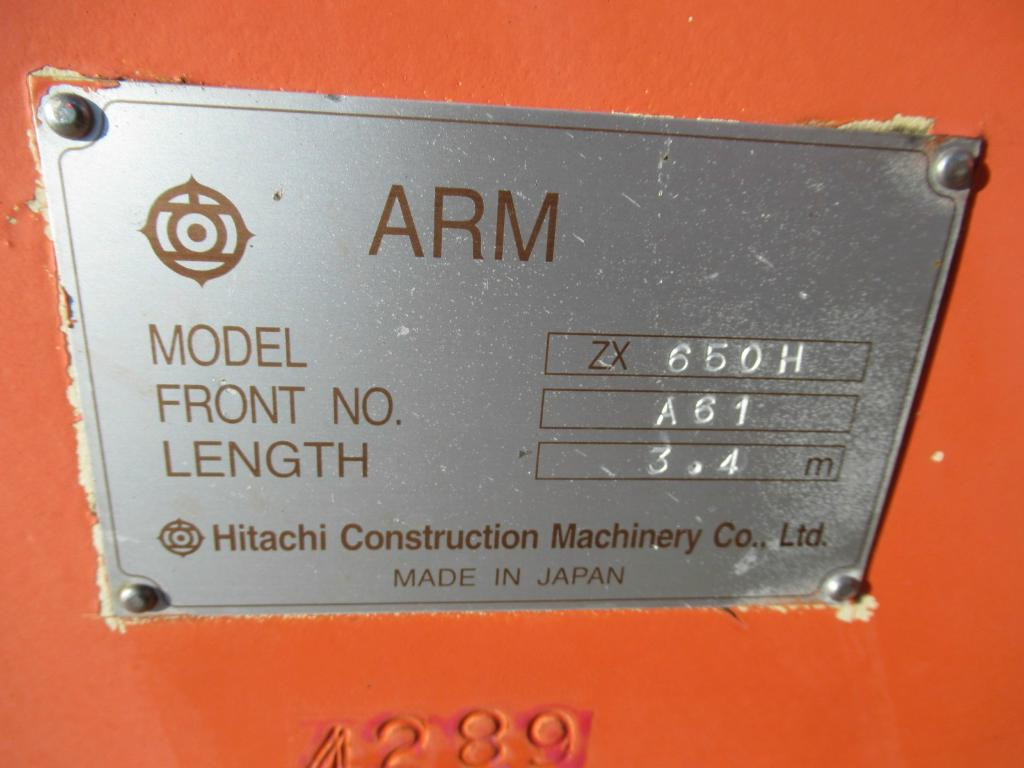 ARM
MODEL ZX 650H
FRONT NO. A61
LENGTH 3.4 m
Hitachi Construction Machinery Co., Ltd.
MADE IN JAPAN
4289